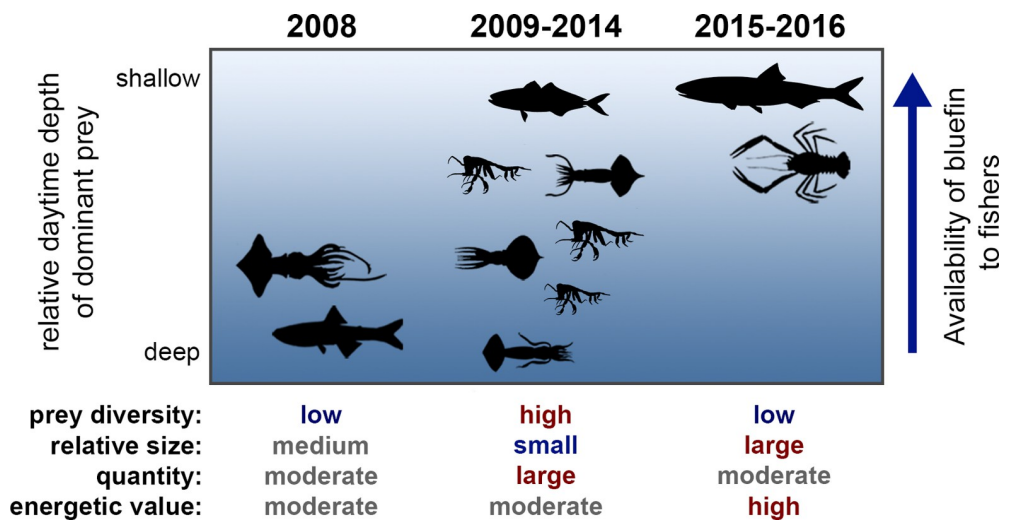 2008 2009-2014 2015-2016
shallow
relative daytime depth
of dominant prey
deep
Availability of bluefin
to fishers
prey diversity: low high low
relative size: medium small large
quantity: moderate large moderate
energetic value: moderate moderate high